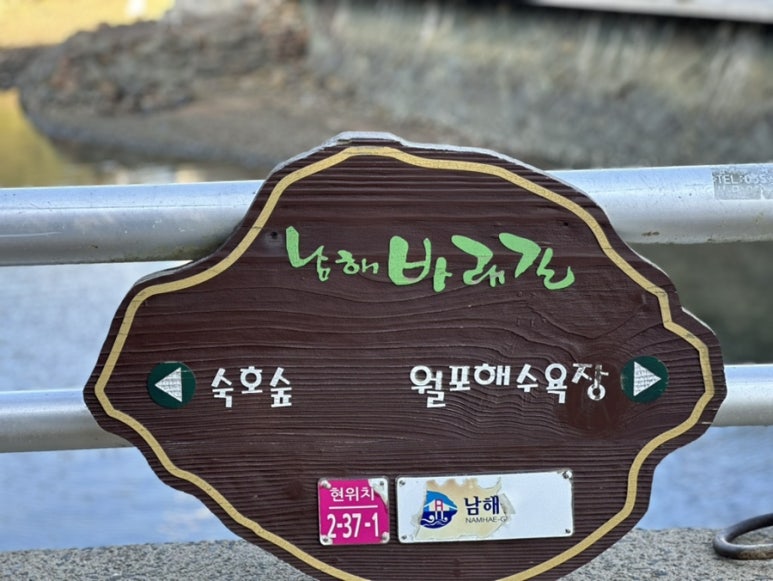 남해 바래길
숙호숲
월포해수욕장
현위치
2-37-1
남해
NAMHAE-G